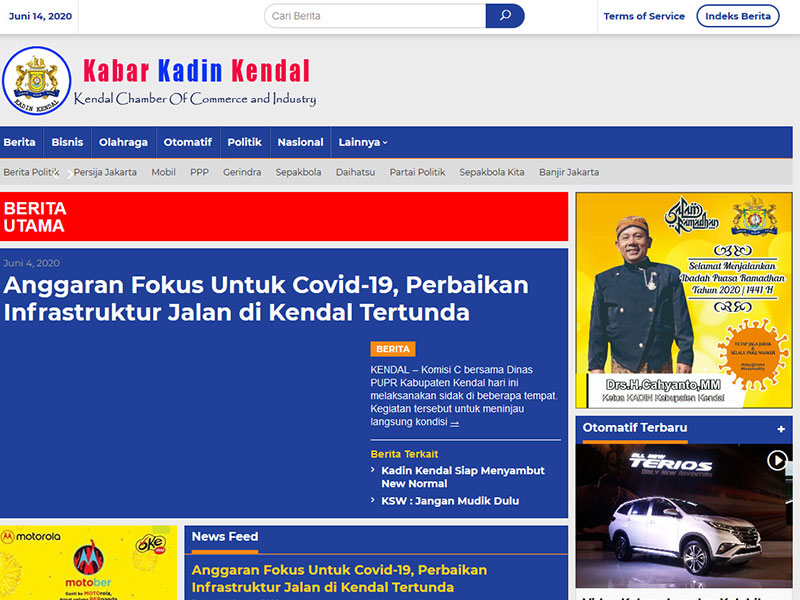 Juni 14, 2020
Cari Berita
Terms of Service
Indeks Berita
KADIN KENDAL
Kabar Kadin Kendal
Kendal Chamber Of Commerce and Industry
Berita Bisnis Olahraga Otomatif Politik Nasional Lainnya
Berita Politik Persija Jakarta Mobil PPP Gerindra Sepakbola Daihatsu Partai Politik Sepakbola Kita Banjir Jakarta
BERITA
UTAMA
Juni 4, 2020
Anggaran Fokus Untuk Covid-19, Perbaikan
Infrastruktur Jalan di Kendal Tertunda
BERITA
KENDAL – Komisi C bersama Dinas
PUPR Kabupaten Kendal hari ini
melaksanakan sidak di beberapa tempat.
Kegiatan tersebut untuk meninjau
langsung kondisi →
Berita Terkait
Kadin Kendal Siap Menyambut
New Normal
KSW : Jangan Mudik Dulu
Salam
Ramadhan
Selamat Menjalankan
Ibadah Puasa Ramadhan
Tahun 2020 / 1441 H
TETAP JAGA JARAK
&
SELALU PAKE MASKER
Drs.H.Cahyanto,MM
Ketua KADIN Kabupaten Kendal
Otomatif Terbaru +
ALL NEW
TERIOS
motorola
oke
motober
Ganti ke MOTOrola,
News Feed
Anggaran Fokus Untuk Covid-19, Perbaikan
Infrastruktur Jalan di Kendal Tertunda